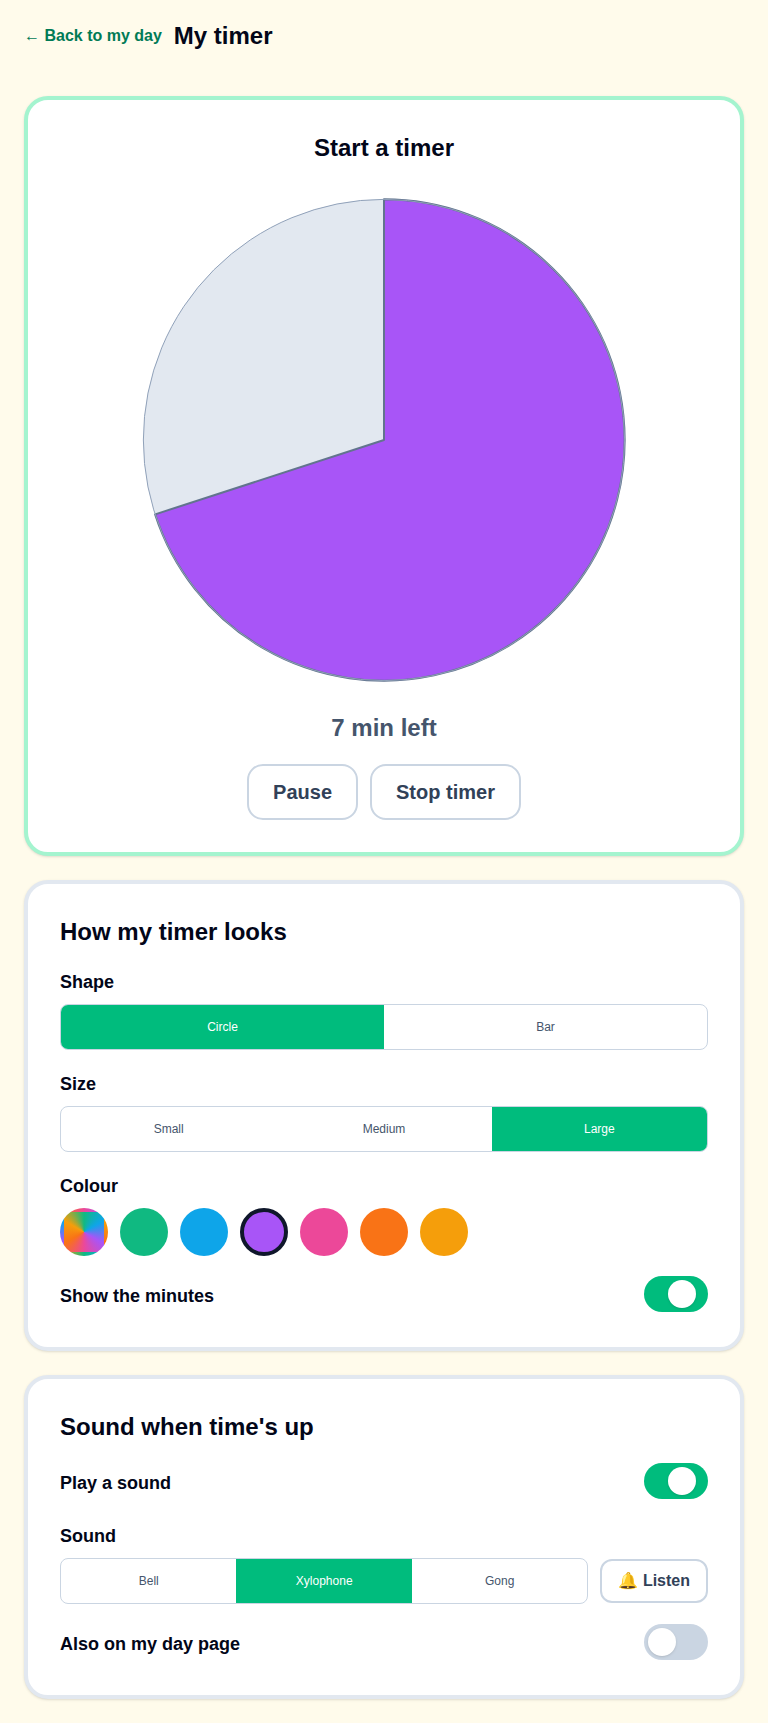 ← Back to my day My timer
Start a timer
7 min left
Pause Stop timer
How my timer looks
Shape
Circle Bar
Size
Small Medium Large
Colour
Show the minutes
Sound when time's up
Play a sound
Sound
Bell Xylophone Gong 🔔 Listen
Also on my day page